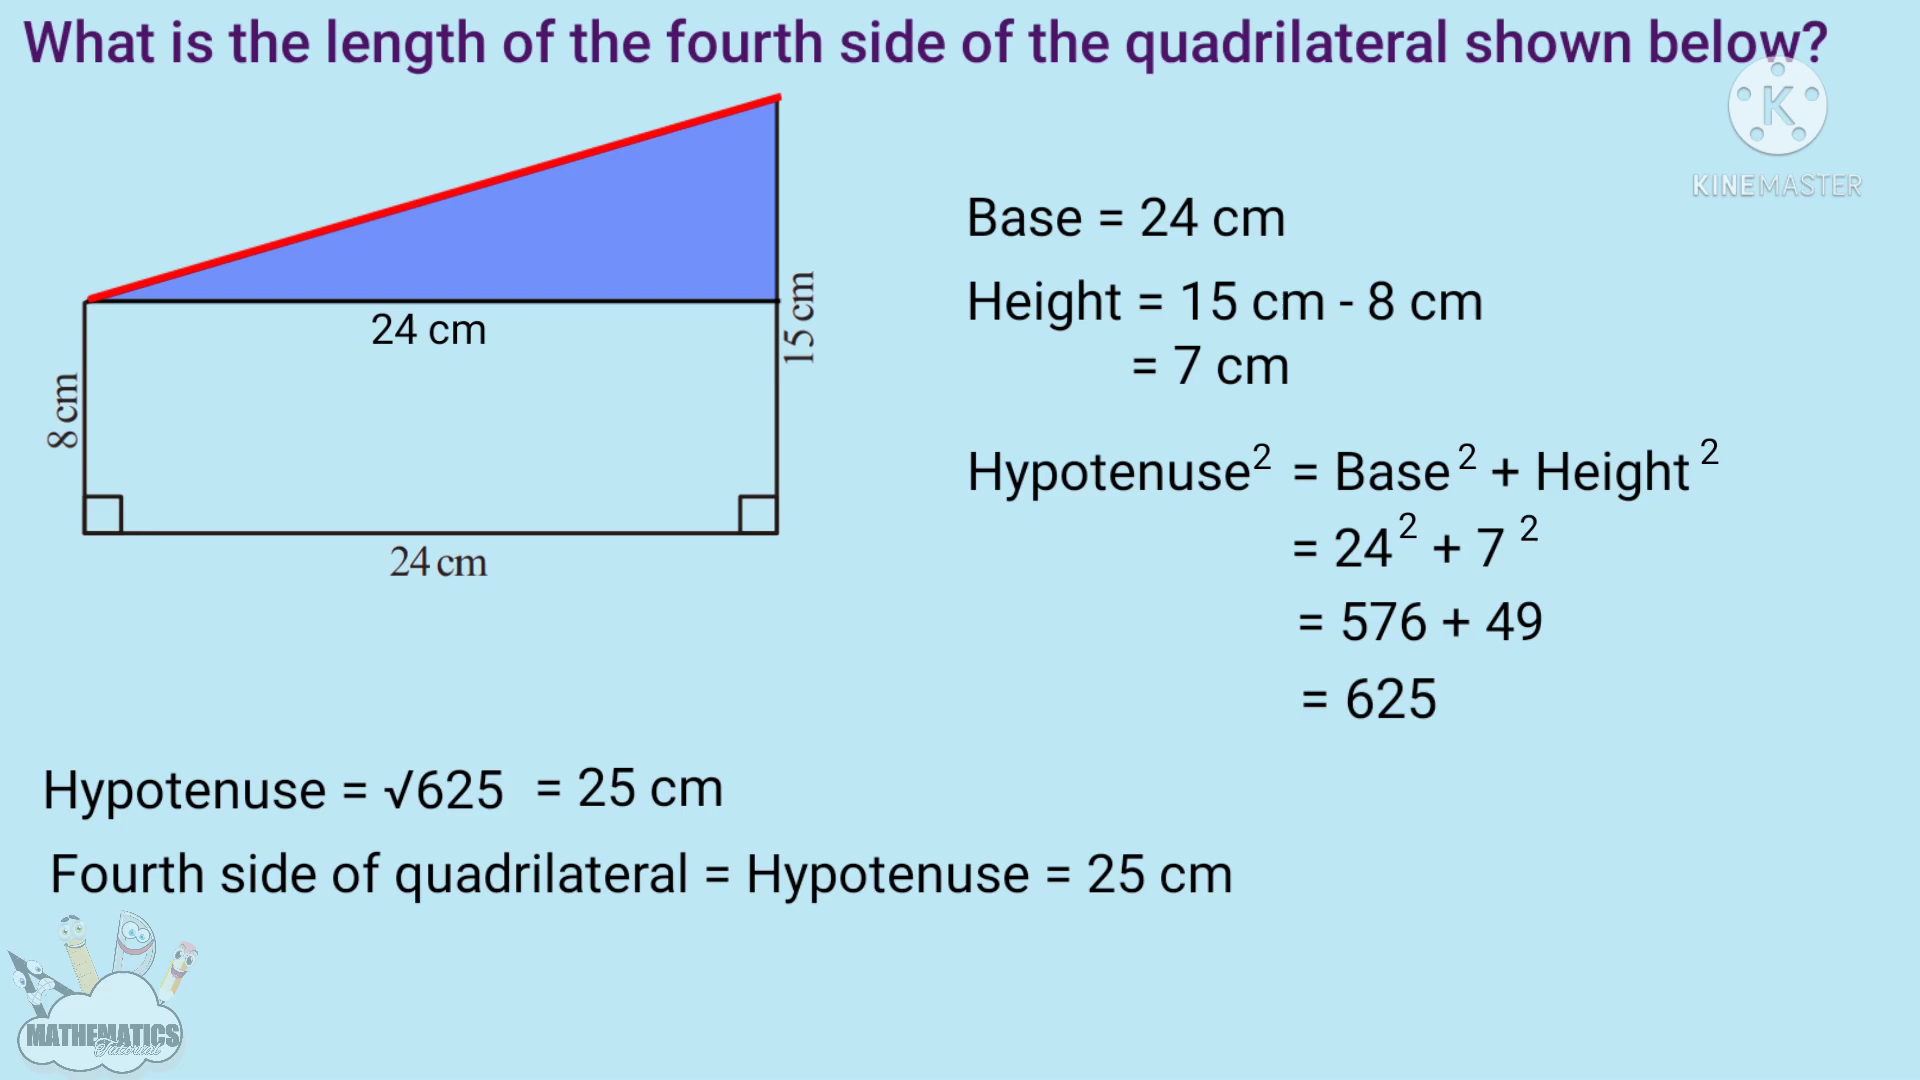 What is the length of the fourth side of the quadrilateral shown below?
K
KINEMASTER
24 cm
15 cm
8 cm
24 cm
Base = 24 cm
Height = 15 cm - 8 cm
= 7 cm
Hypotenuse² = Base² + Height²
= 24² + 7²
= 576 + 49
= 625
Hypotenuse = √625 = 25 cm
Fourth side of quadrilateral = Hypotenuse = 25 cm
MATHEMATICS
Tutorial